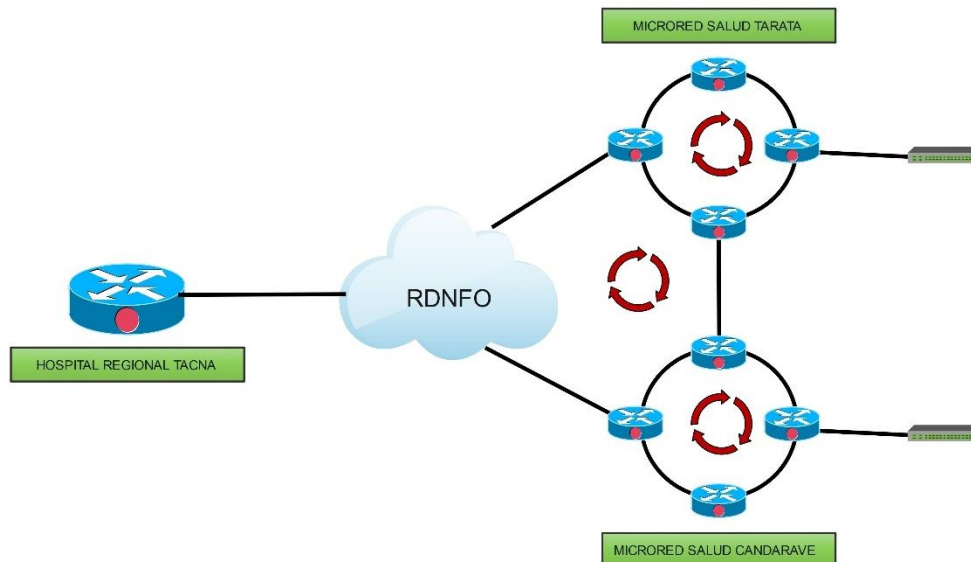 MICRORED SALUD TARATA
RDNFO
HOSPITAL REGIONAL TACNA
MICRORED SALUD CANDARAVE